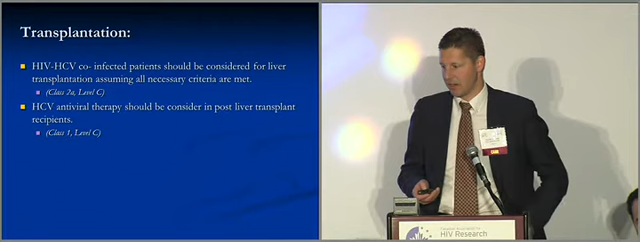 Transplantation:
HIV-HCV co- infected patients should be considered for liver
transplantation assuming all necessary criteria are met.
(Class 2a, Level C)
HCV antiviral therapy should be consider in post liver transplant
recipients.
(Class 1, Level C)
HIV Research